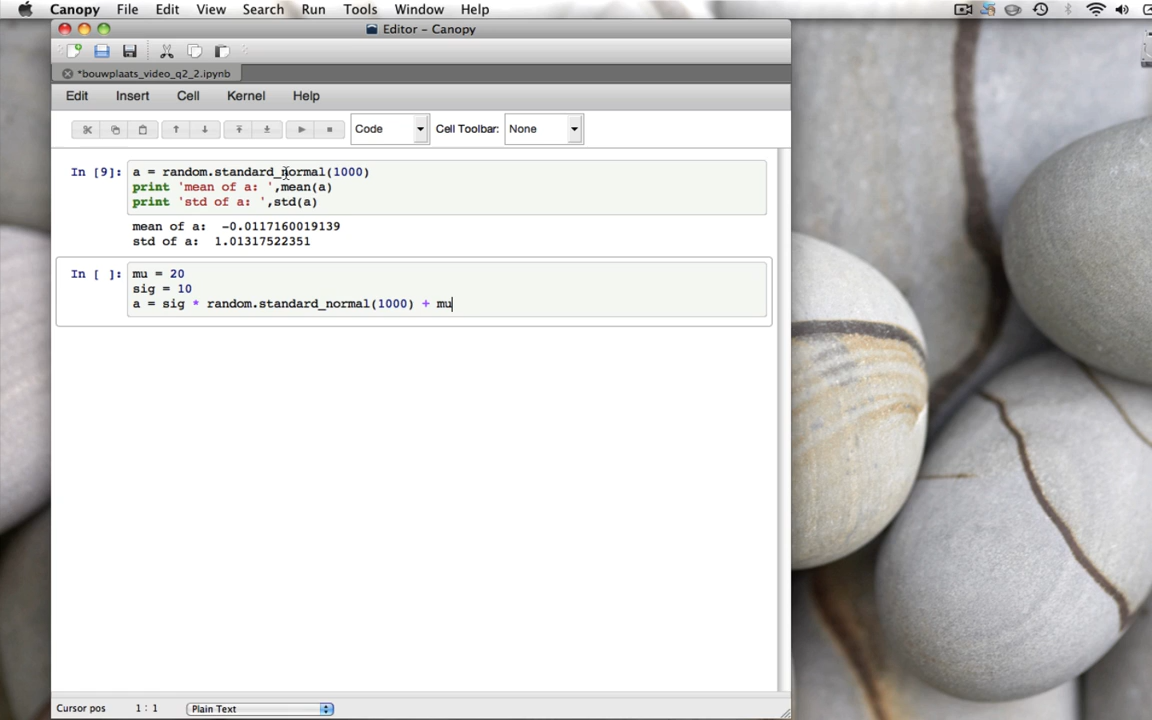 Canopy File Edit View Search Run Tools Window Help
Editor - Canopy
*bouwplaats_video_q2_2.ipynb
Edit Insert Cell Kernel Help
Code Cell Toolbar: None
In [9]: a = random.standard_normal(1000)
print 'mean of a: ',mean(a)
print 'std of a: ',std(a)
mean of a:  -0.0117160019139
std of a:  1.01317522351
In [ ]: mu = 20
sig = 10
a = sig * random.standard_normal(1000) + mu
Cursor pos 1 : 1 Plain Text